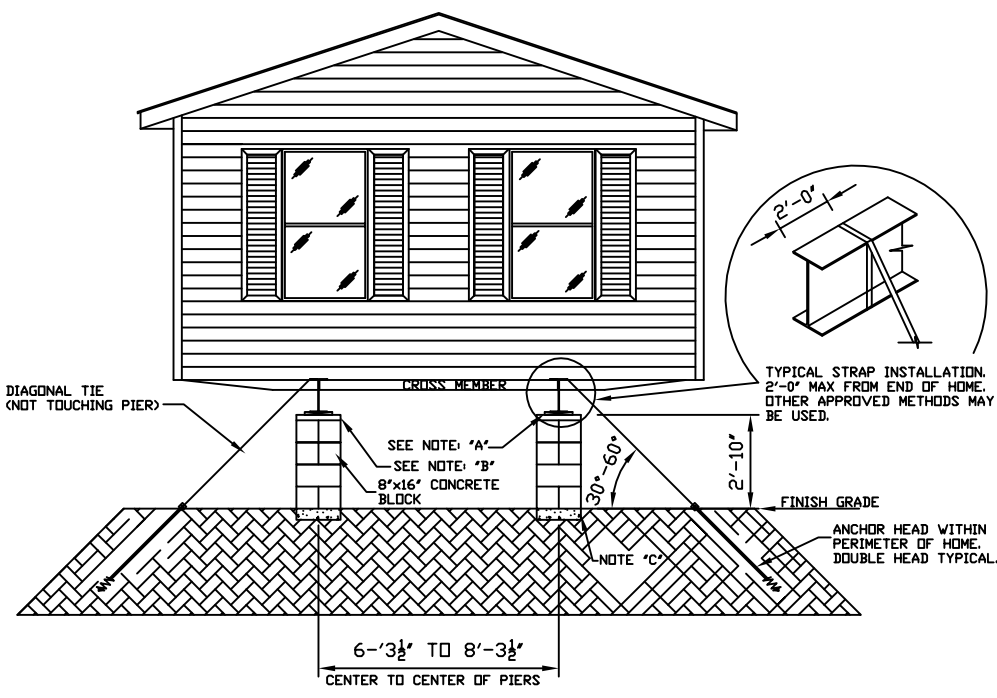 2'-0"
TYPICAL STRAP INSTALLATION.
2'-0" MAX FROM END OF HOME.
OTHER APPROVED METHODS MAY
BE USED.
CROSS MEMBER
DIAGONAL TIE
(NOT TOUCHING PIER)
SEE NOTE: "A"
SEE NOTE: "B"
8"x16" CONCRETE
BLOCK
30°-60°
2'-10"
FINISH GRADE
ANCHOR HEAD WITHIN
PERIMETER OF HOME.
DOUBLE HEAD TYPICAL.
NOTE "C"
6-'3½" TO 8'-3½"
CENTER TO CENTER OF PIERS